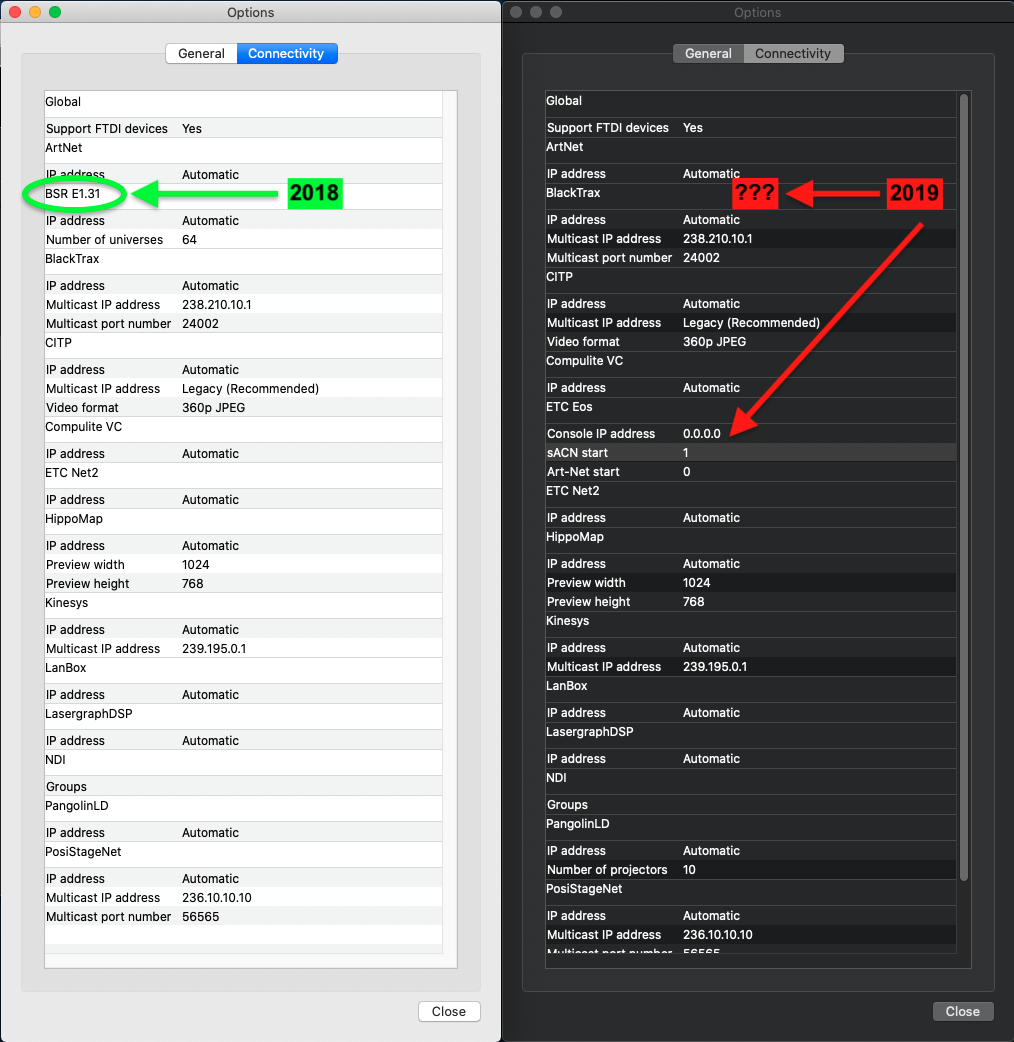 Options
General Connectivity
Global
Support FTDI devices Yes
ArtNet
IP address Automatic
BSR E1.31 2018
IP address Automatic
Number of universes 64
BlackTrax
IP address Automatic
Multicast IP address 238.210.10.1
Multicast port number 24002
CITP
IP address Automatic
Multicast IP address Legacy (Recommended)
Video format 360p JPEG
Compulite VC
IP address Automatic
ETC Net2
IP address Automatic
HippoMap
IP address Automatic
Preview width 1024
Preview height 768
Kinesys
IP address Automatic
Multicast IP address 239.195.0.1
LanBox
IP address Automatic
LasergraphDSP
IP address Automatic
NDI
Groups
PangolinLD
IP address Automatic
PosiStageNet
IP address Automatic
Multicast IP address 236.10.10.10
Multicast port number 56565
Close
Options
General Connectivity
Global
Support FTDI devices Yes
ArtNet
IP address Automatic
BlackTrax ??? 2019
IP address Automatic
Multicast IP address 238.210.10.1
Multicast port number 24002
CITP
IP address Automatic
Multicast IP address Legacy (Recommended)
Video format 360p JPEG
Compulite VC
IP address Automatic
ETC Eos
Console IP address 0.0.0.0
sACN start 1
Art-Net start 0
ETC Net2
IP address Automatic
HippoMap
IP address Automatic
Preview width 1024
Preview height 768
Kinesys
IP address Automatic
Multicast IP address 239.195.0.1
LanBox
IP address Automatic
LasergraphDSP
IP address Automatic
NDI
Groups
PangolinLD
IP address Automatic
Number of projectors 10
PosiStageNet
IP address Automatic
Multicast IP address 236.10.10.10
Multicast port number 56565
Close